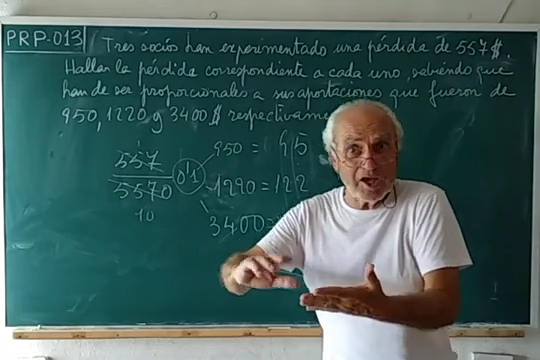 PRP-013 Tres socios han experimentado una pérdida de 557$.
Hallar la pérdida correspondiente a cada uno, sabiendo que
han de ser proporcionales a sus aportaciones que fueron de
950, 1220 y 3400 $
557
5570
10
0'1
950 =
1220 = 122
3400 =